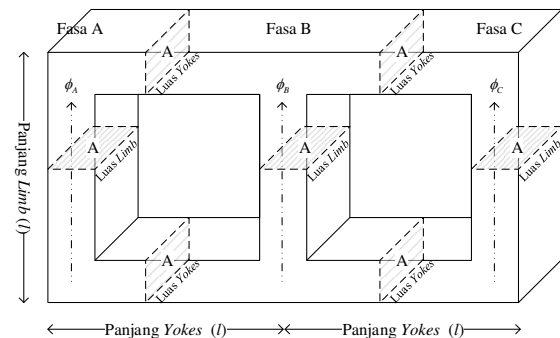 Fasa A
Fasa B
Fasa C
A
Luas Yokes
A
Luas Yokes
ϕA
ϕB
ϕC
A
Luas Limb
A
Luas Limb
A
Luas Limb
Panjang Limb (l)
A
Luas Yokes
A
Luas Yokes
Panjang Yokes (l)
Panjang Yokes (l)